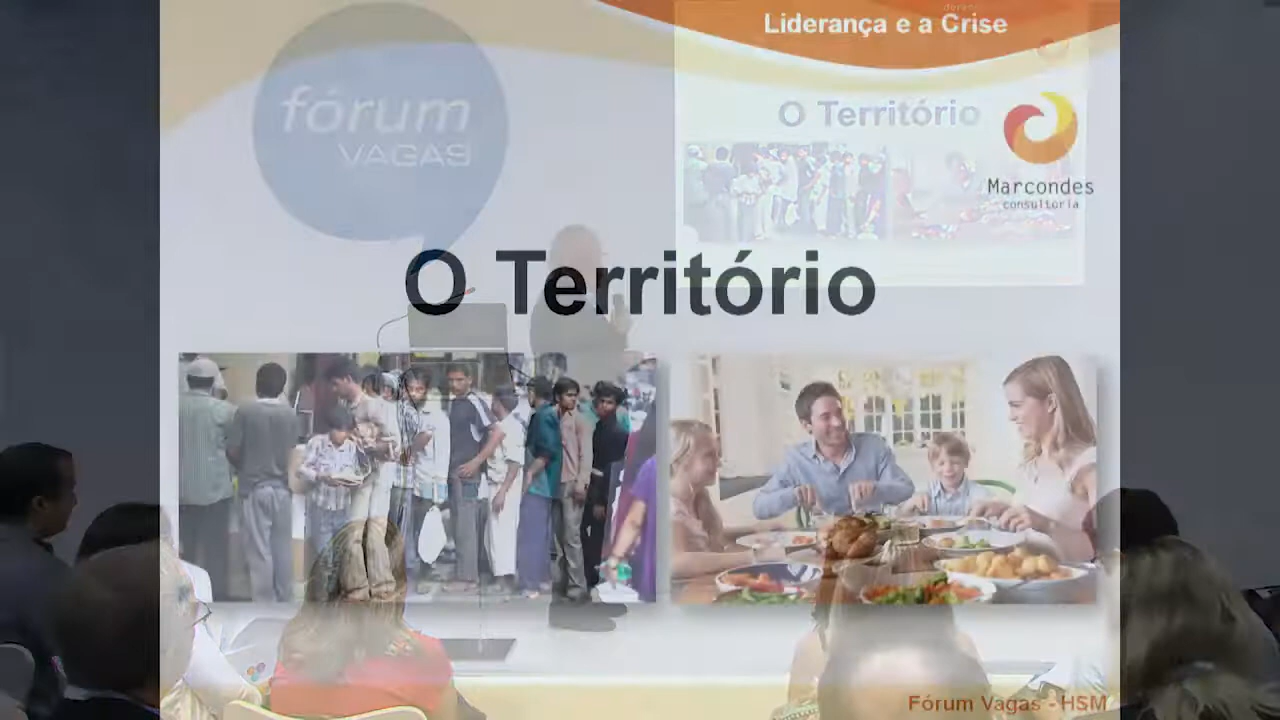 Liderança e a Crise
fórum
VAGAS
O Território
Marcondes
consultoria
O Território
Fórum Vagas - HSM